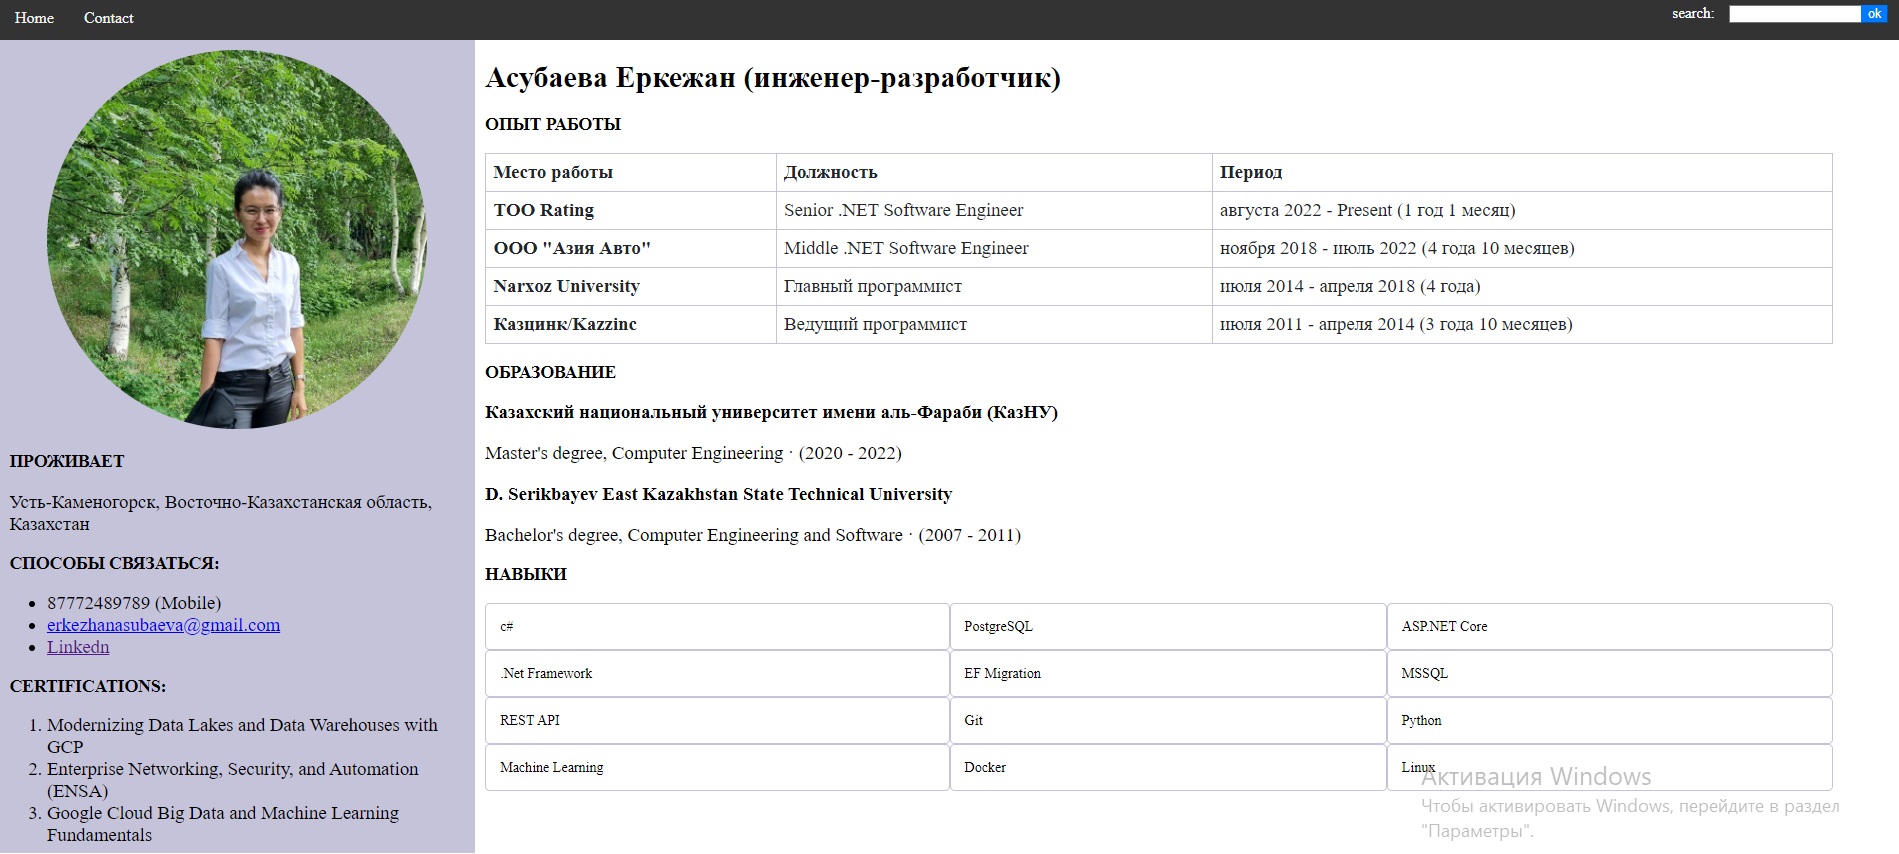 Home Contact search: ok
ПРОЖИВАЕТ
Усть-Каменогорск, Восточно-Казахстанская область,
Казахстан
СПОСОБЫ СВЯЗАТЬСЯ:
87772489789 (Mobile)
erkezhanasubaeva@gmail.com
Linkedn
CERTIFICATIONS:
1. Modernizing Data Lakes and Data Warehouses with
GCP
2. Enterprise Networking, Security, and Automation
(ENSA)
3. Google Cloud Big Data and Machine Learning
Fundamentals
Асубаева Еркежан (инженер-разработчик)
ОПЫТ РАБОТЫ
Место работы Должность Период
ТОО Rating Senior .NET Software Engineer августа 2022 - Present (1 год 1 месяц)
ООО "Азия Авто" Middle .NET Software Engineer ноября 2018 - июль 2022 (4 года 10 месяцев)
Narxoz University Главный программист июля 2014 - апреля 2018 (4 года)
Казцинк/Kazzinc Ведущий программист июля 2011 - апреля 2014 (3 года 10 месяцев)
ОБРАЗОВАНИЕ
Казахский национальный университет имени аль-Фараби (КазНУ)
Master's degree, Computer Engineering · (2020 - 2022)
D. Serikbayev East Kazakhstan State Technical University
Bachelor's degree, Computer Engineering and Software · (2007 - 2011)
НАВЫКИ
c# PostgreSQL ASP.NET Core
.Net Framework EF Migration MSSQL
REST API Git Python
Machine Learning Docker Linux
Активация Windows
Чтобы активировать Windows, перейдите в раздел
"Параметры".